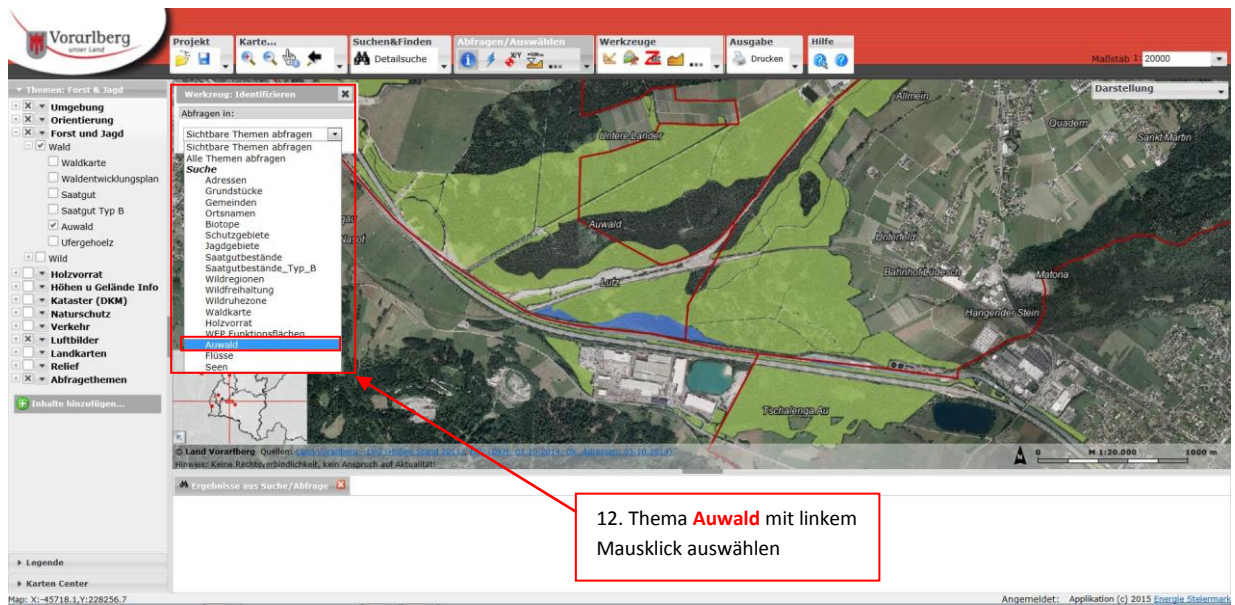 Vorarlberg
unser Land
Projekt
Karte...
Suchen&Finden
Abfragen/Auswählen
Werkzeuge
Ausgabe
Hilfe
Detailsuche
X/Y
...
...
Drucken
Maßstab 1: 20000
Themen: Forst & Jagd
Umgebung
Orientierung
Forst und Jagd
Wald
Waldkarte
Waldentwicklungsplan
Saatgut
Saatgut Typ B
Auwald
Ufergehoelz
Wild
Holzvorrat
Höhen u Gelände Info
Kataster (DKM)
Naturschutz
Verkehr
Luftbilder
Landkarten
Relief
Abfragethemen
Inhalte hinzufügen...
Legende
Karten Center
Werkzeug: Identifizieren
Abfragen in:
Sichtbare Themen abfragen
Sichtbare Themen abfragen
Alle Themen abfragen
Suche
Adressen
Grundstücke
Gemeinden
Ortsnamen
Biotope
Schutzgebiete
Jagdgebiete
Saatgutbestände
Saatgutbestände_Typ_B
Wildregionen
Wildfreihaltung
Wildruhezone
Waldkarte
Holzvorrat
WEP Funktionsflächen
Auwald
Flüsse
Seen
Darstellung
Allmein
Quadern
Sankt Martin
Untere Länder
Auwald
Unterfeld
Lutz
Bahnhof Ludesch
Matona
Hangender Stein
Tschalenga Au
© Land Vorarlberg Quellen:
Hinweis: Keine Rechtsverbindlichkeit, kein Anspruch auf Aktualität!
0 M 1:20.000 1000 m
Ergebnisse aus Suche/Abfrage
12. Thema Auwald mit linkem
Mausklick auswählen
Map: X:-45718.1,Y:228256.7
Angemeldet: Applikation (c) 2015 Energie Steiermark